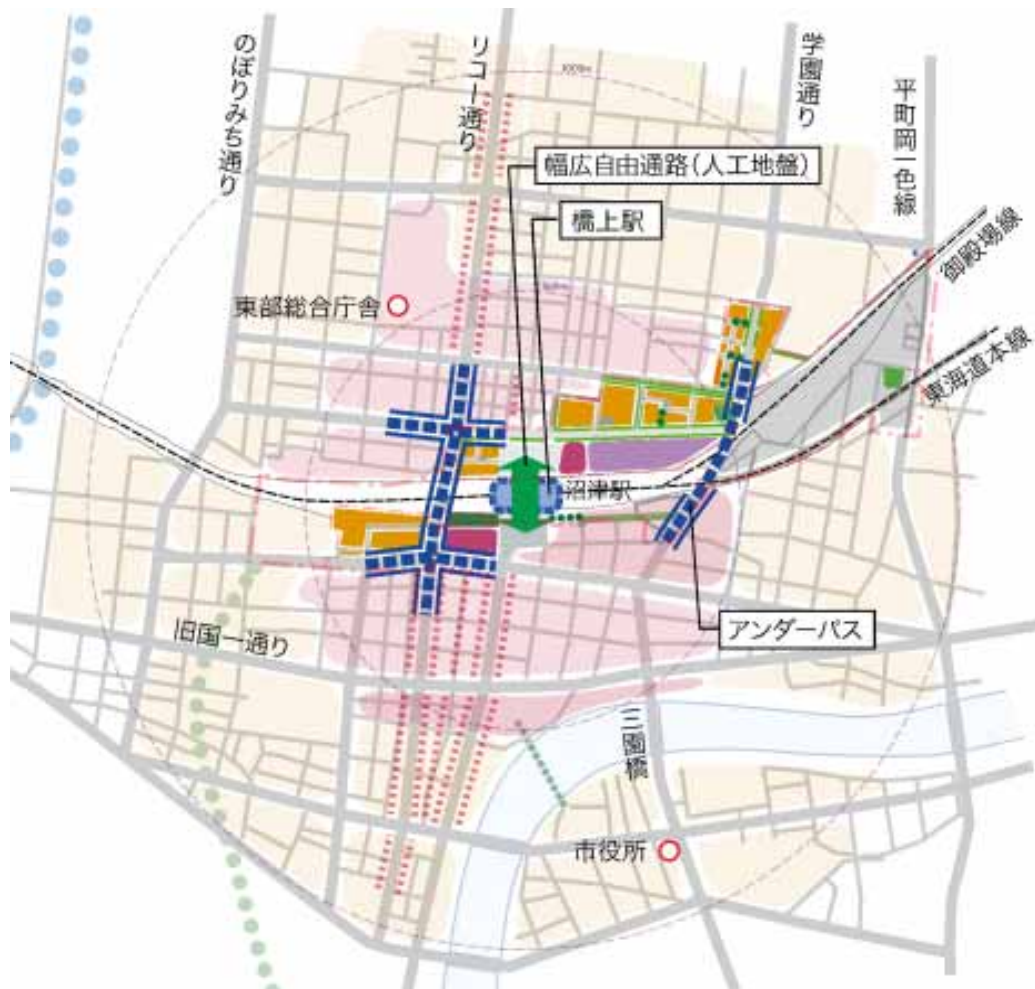 のぼりみち通り
リコー通り
学園通り
平町岡一色線
1000m
幅広自由通路(人工地盤)
橋上駅
御殿場線
東部総合庁舎
東海道本線
沼津駅
アンダーパス
旧国一通り
三園橋
市役所